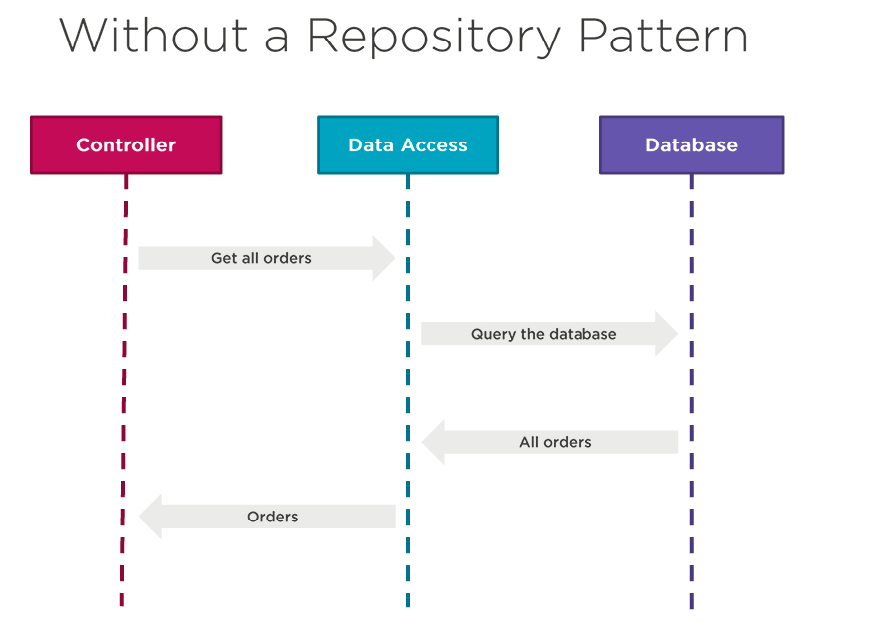 Without a Repository Pattern
Controller
Data Access
Database
Get all orders
Query the database
All orders
Orders